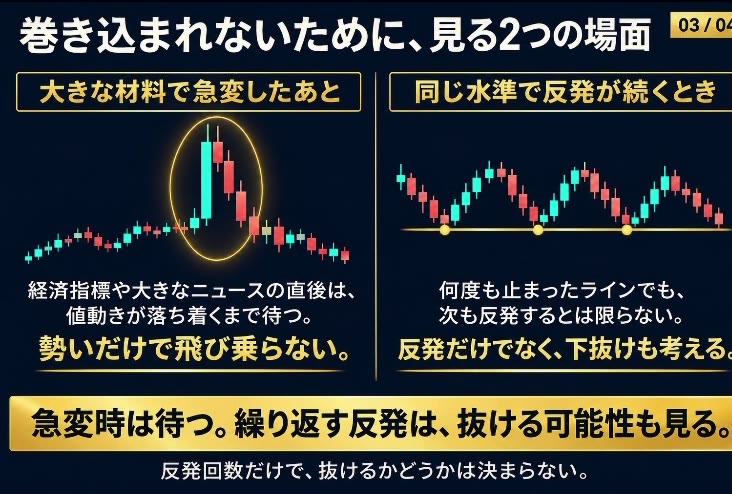 巻き込まれないために、見る2つの場面
03 / 04
大きな材料で急変したあと
経済指標や大きなニュースの直後は、
値動きが落ち着くまで待つ。
勢いだけで飛び乗らない。
同じ水準で反発が続くとき
何度も止まったラインでも、
次も反発するとは限らない。
反発だけでなく、下抜けも考える。
急変時は待つ。繰り返す反発は、抜ける可能性も見る。
反発回数だけで、抜けるかどうかは決まらない。